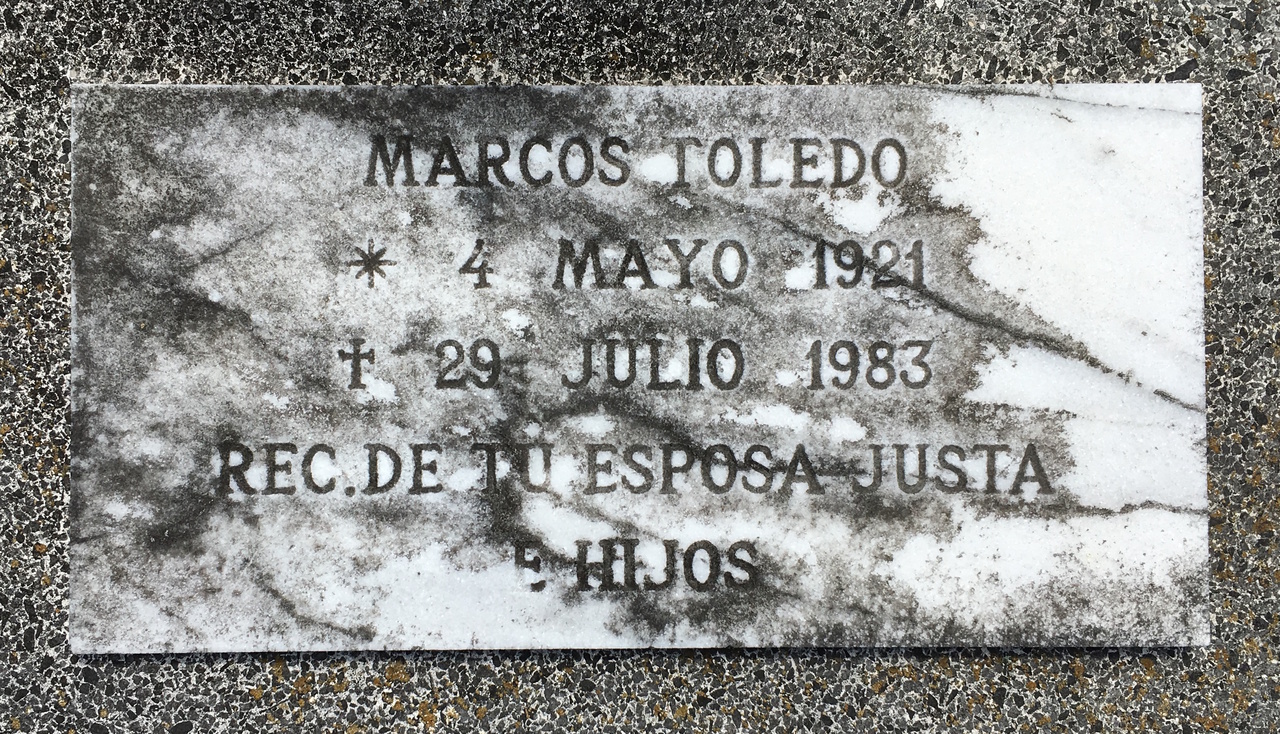 MARCOS TOLEDO
* 4 MAYO 1921
✝ 29 JULIO 1983
REC.DE TU ESPOSA JUSTA
E HIJOS